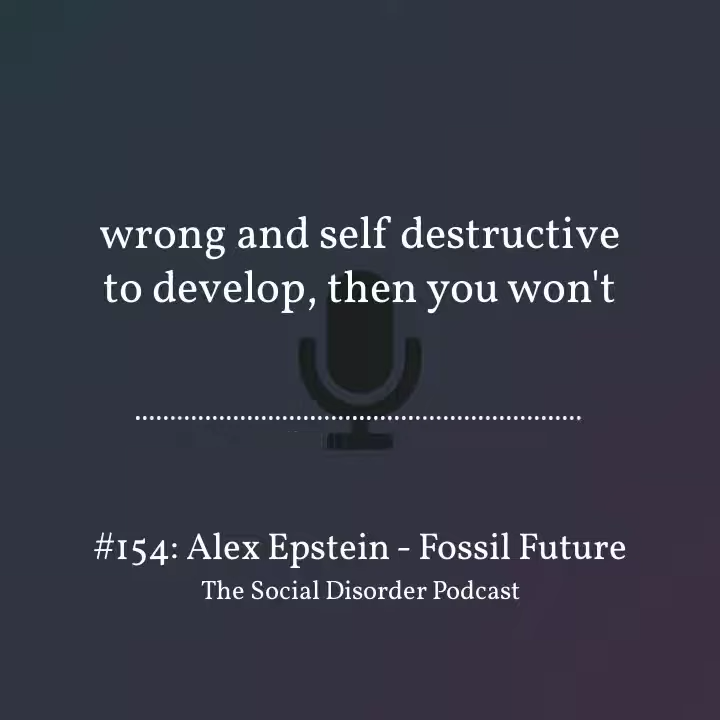 wrong and self destructive
to develop, then you won't
#154: Alex Epstein - Fossil Future
The Social Disorder Podcast